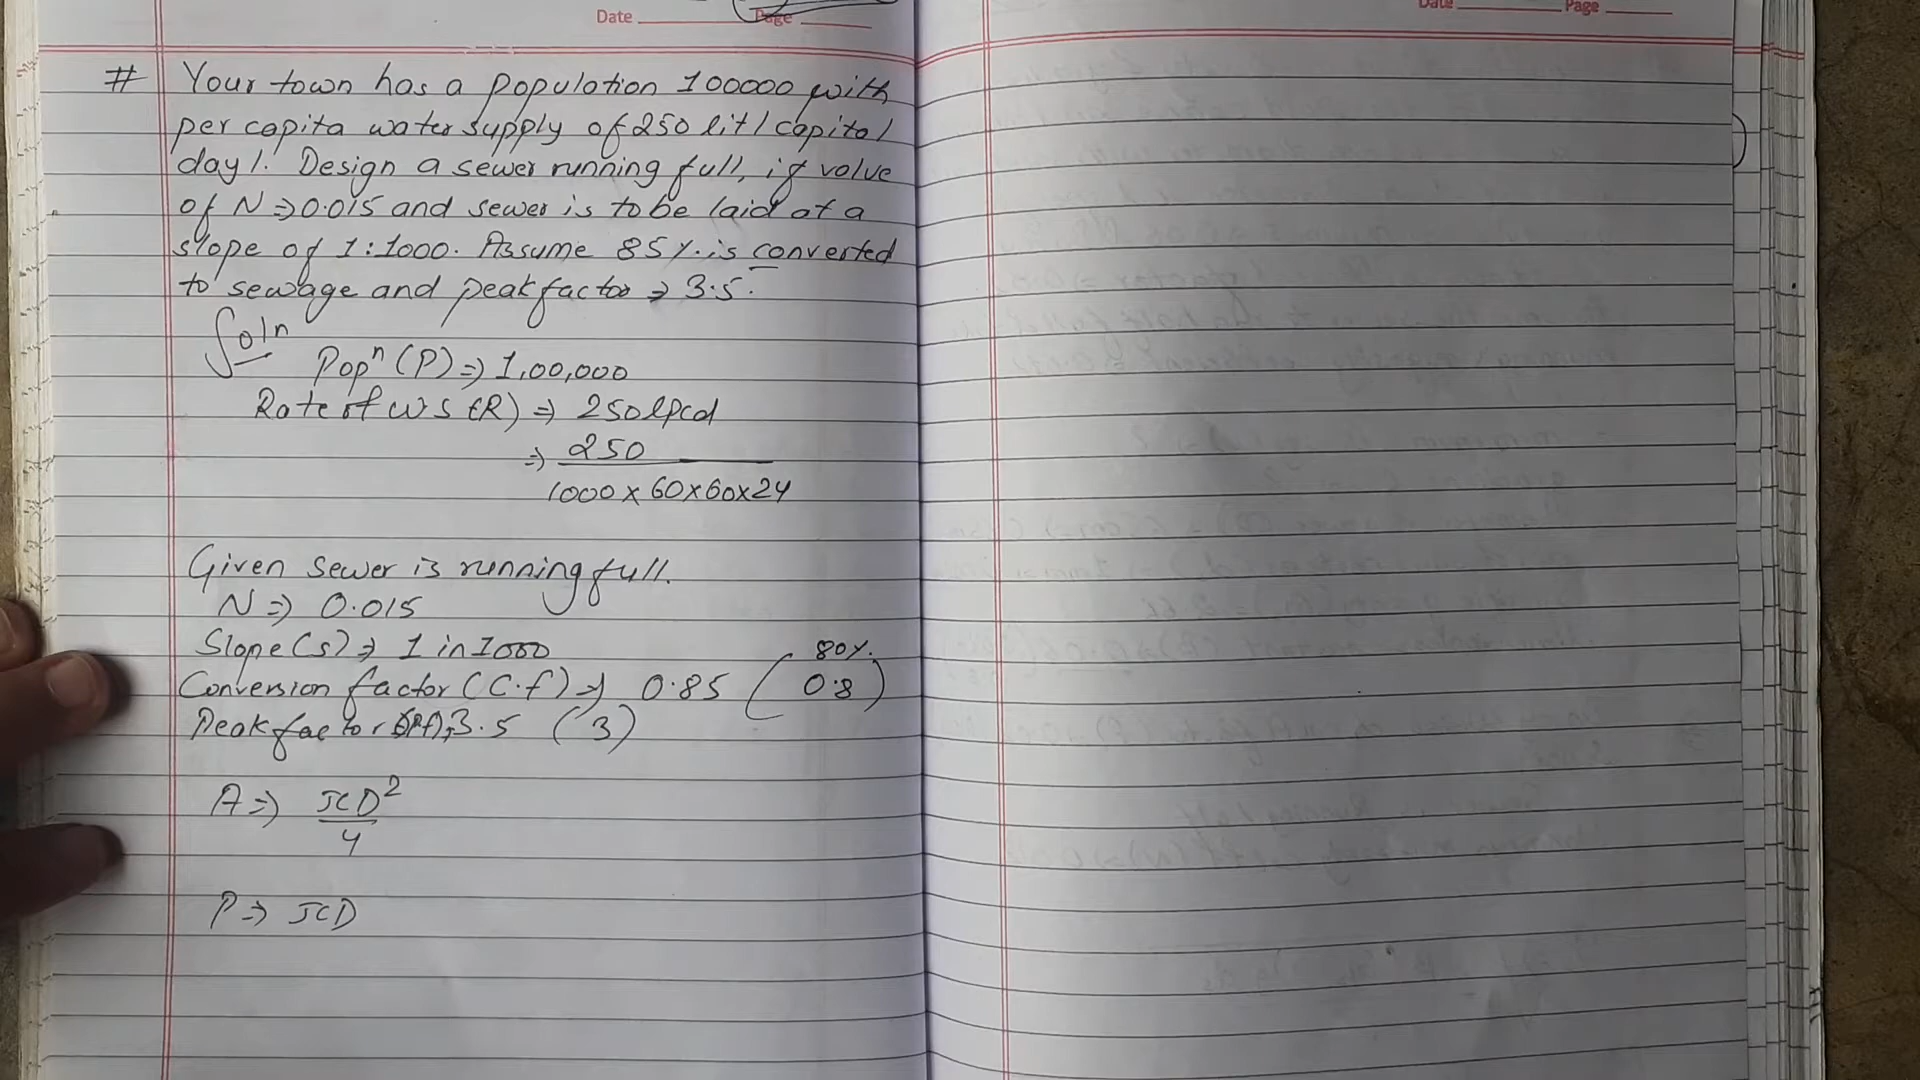 Date Page
Date Page
# Your town has a population 100000 with
per capita water supply of 250 lit/capita/
day/. Design a sewer running full, if value
of N => 0.015 and sewer is to be laid at a
slope of 1:1000. Assume 85%. is converted
to sewage and peak factor => 3.5.
Soln
Popn (P) => 1,00,000
Rate of WS (R) => 250 lpcd
=> 250
1000 x 60x60x24
Given sewer is running full.
N => 0.015
Slope (s) => 1 in 1000
80%.
Conversion factor (C.f) => 0.85 (0.8)
Peak factor 3.5 (3)
A => πD²
4
P => πD